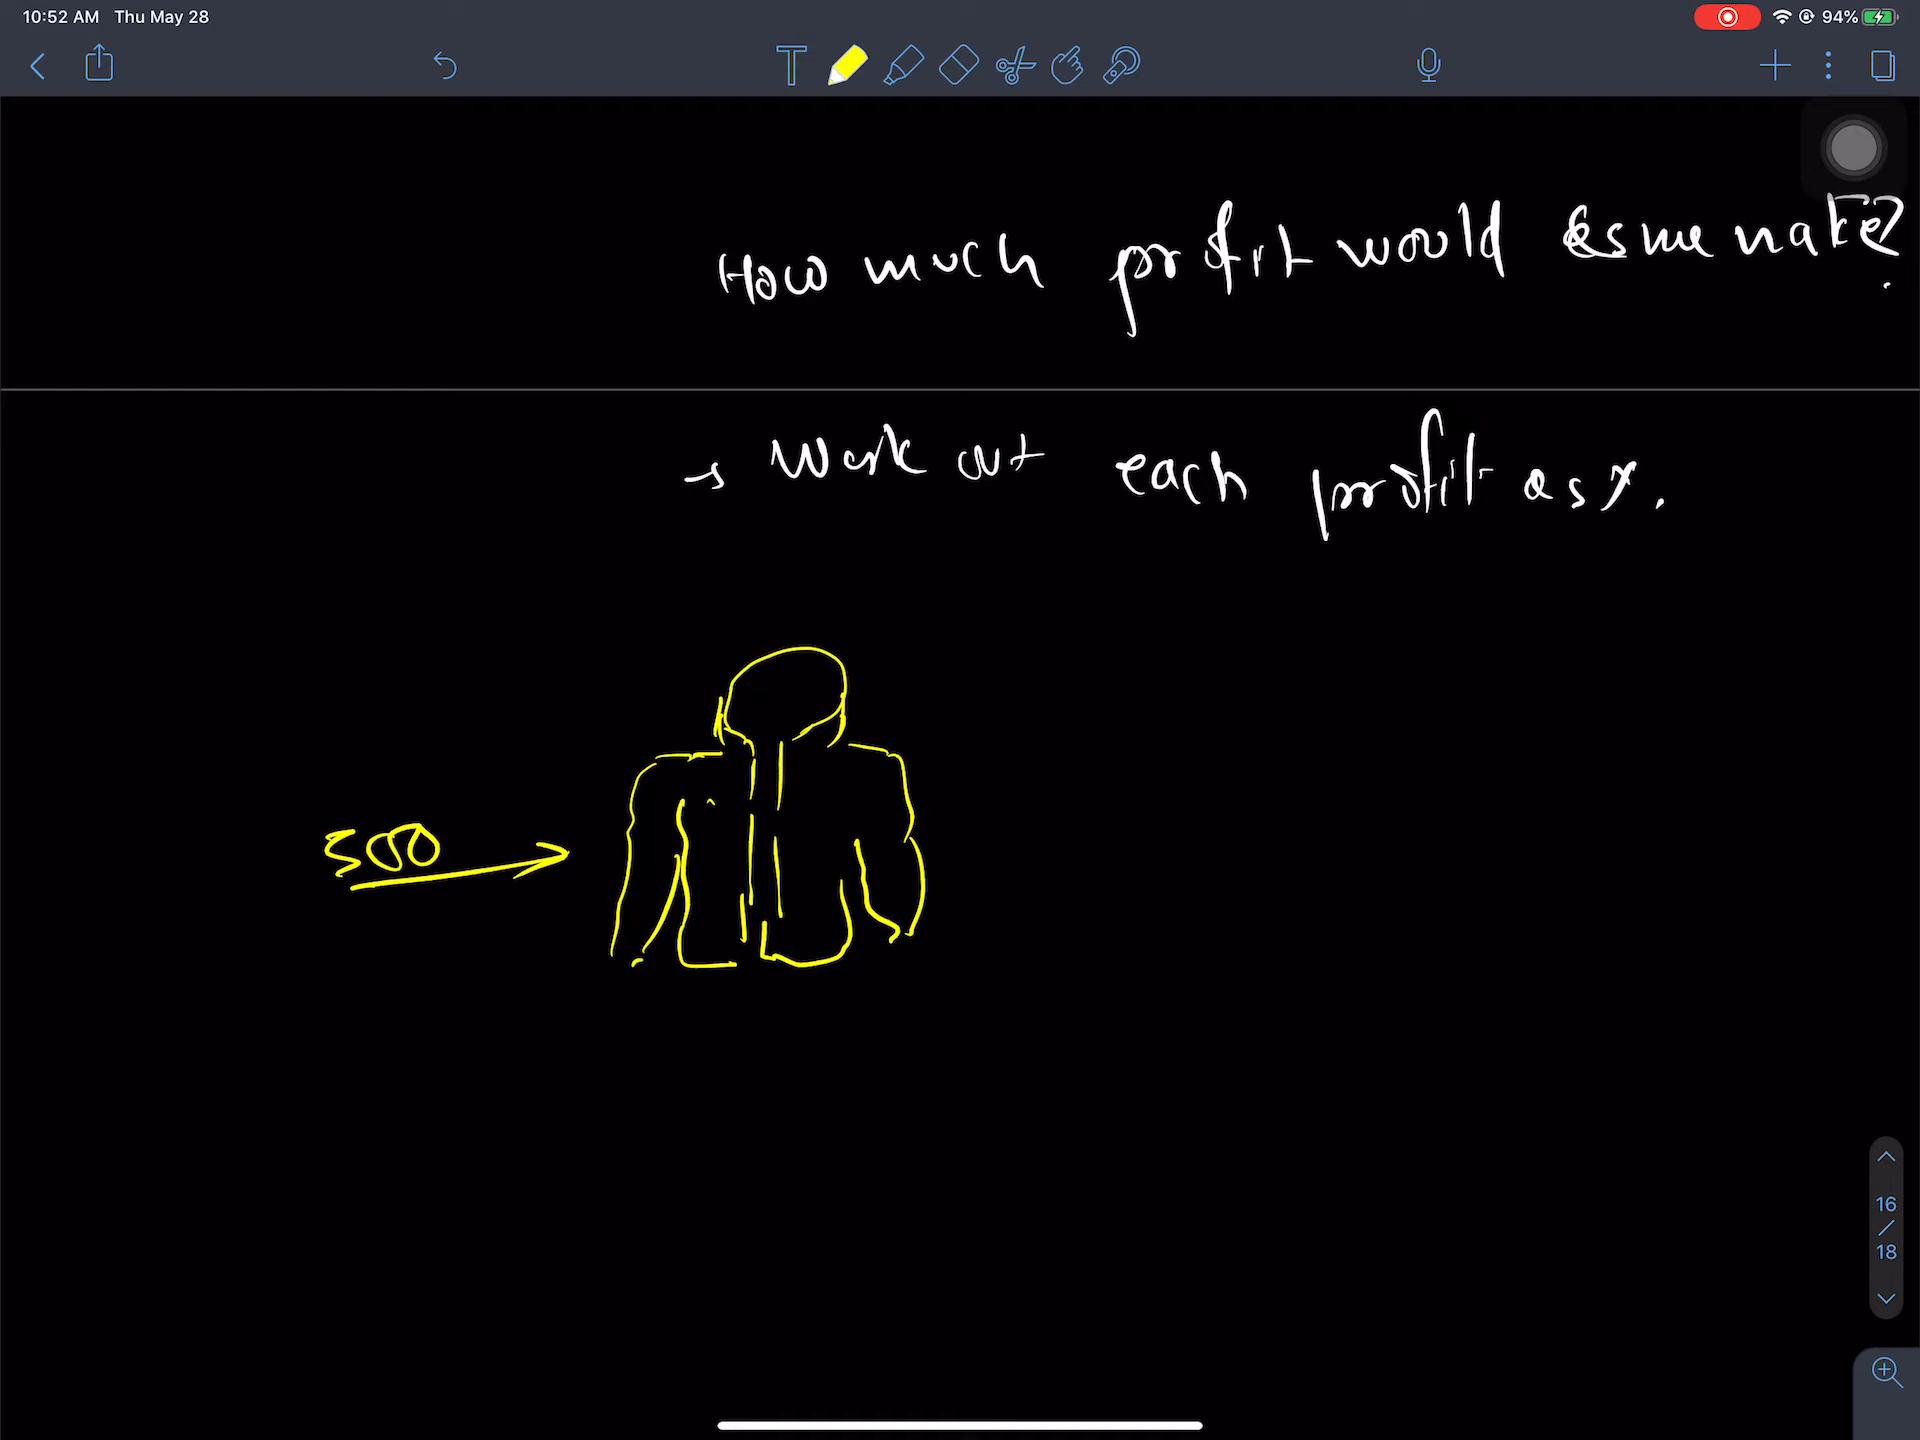 10:52 AM Thu May 28
94%
How much profit would Esme make?
→ Work out each profit as x.
500
16
/
18